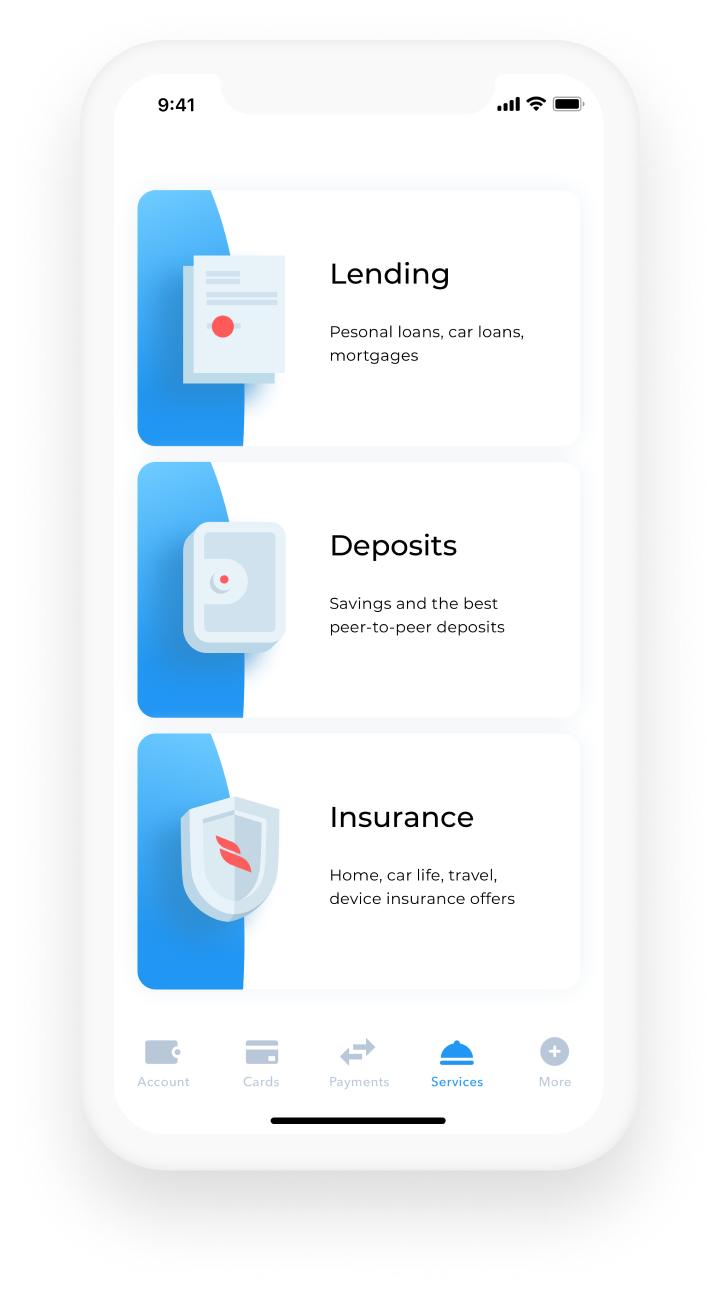 9:41
Lending
Pesonal loans, car loans,
mortgages
Deposits
Savings and the best
peer-to-peer deposits
Insurance
Home, car life, travel,
device insurance offers
Account Cards Payments Services More